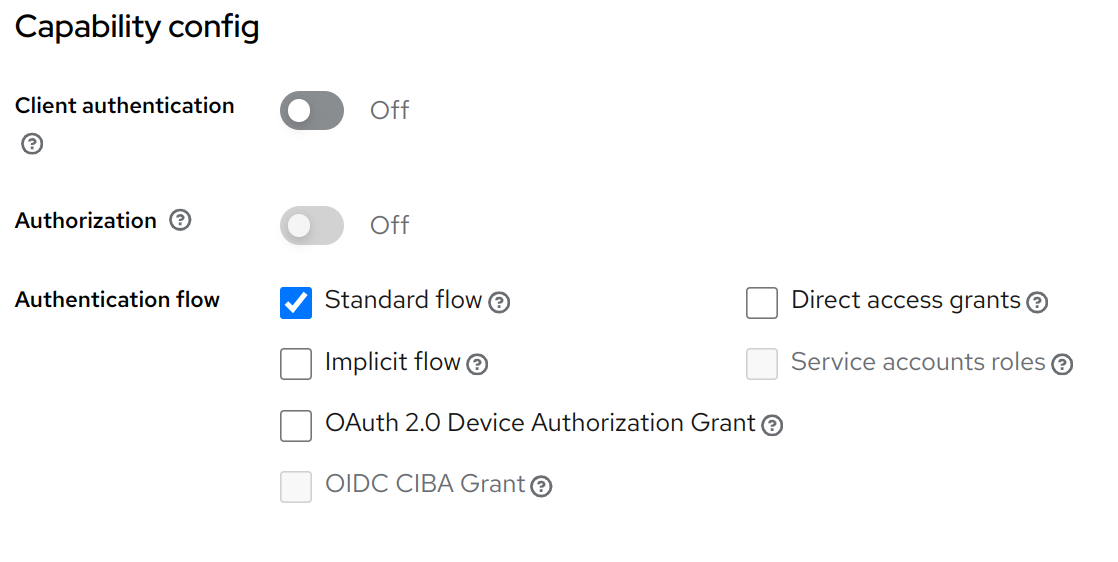 Capability config
Client authentication
Off
Authorization
Off
Authentication flow
Standard flow
Direct access grants
Implicit flow
Service accounts roles
OAuth 2.0 Device Authorization Grant
OIDC CIBA Grant